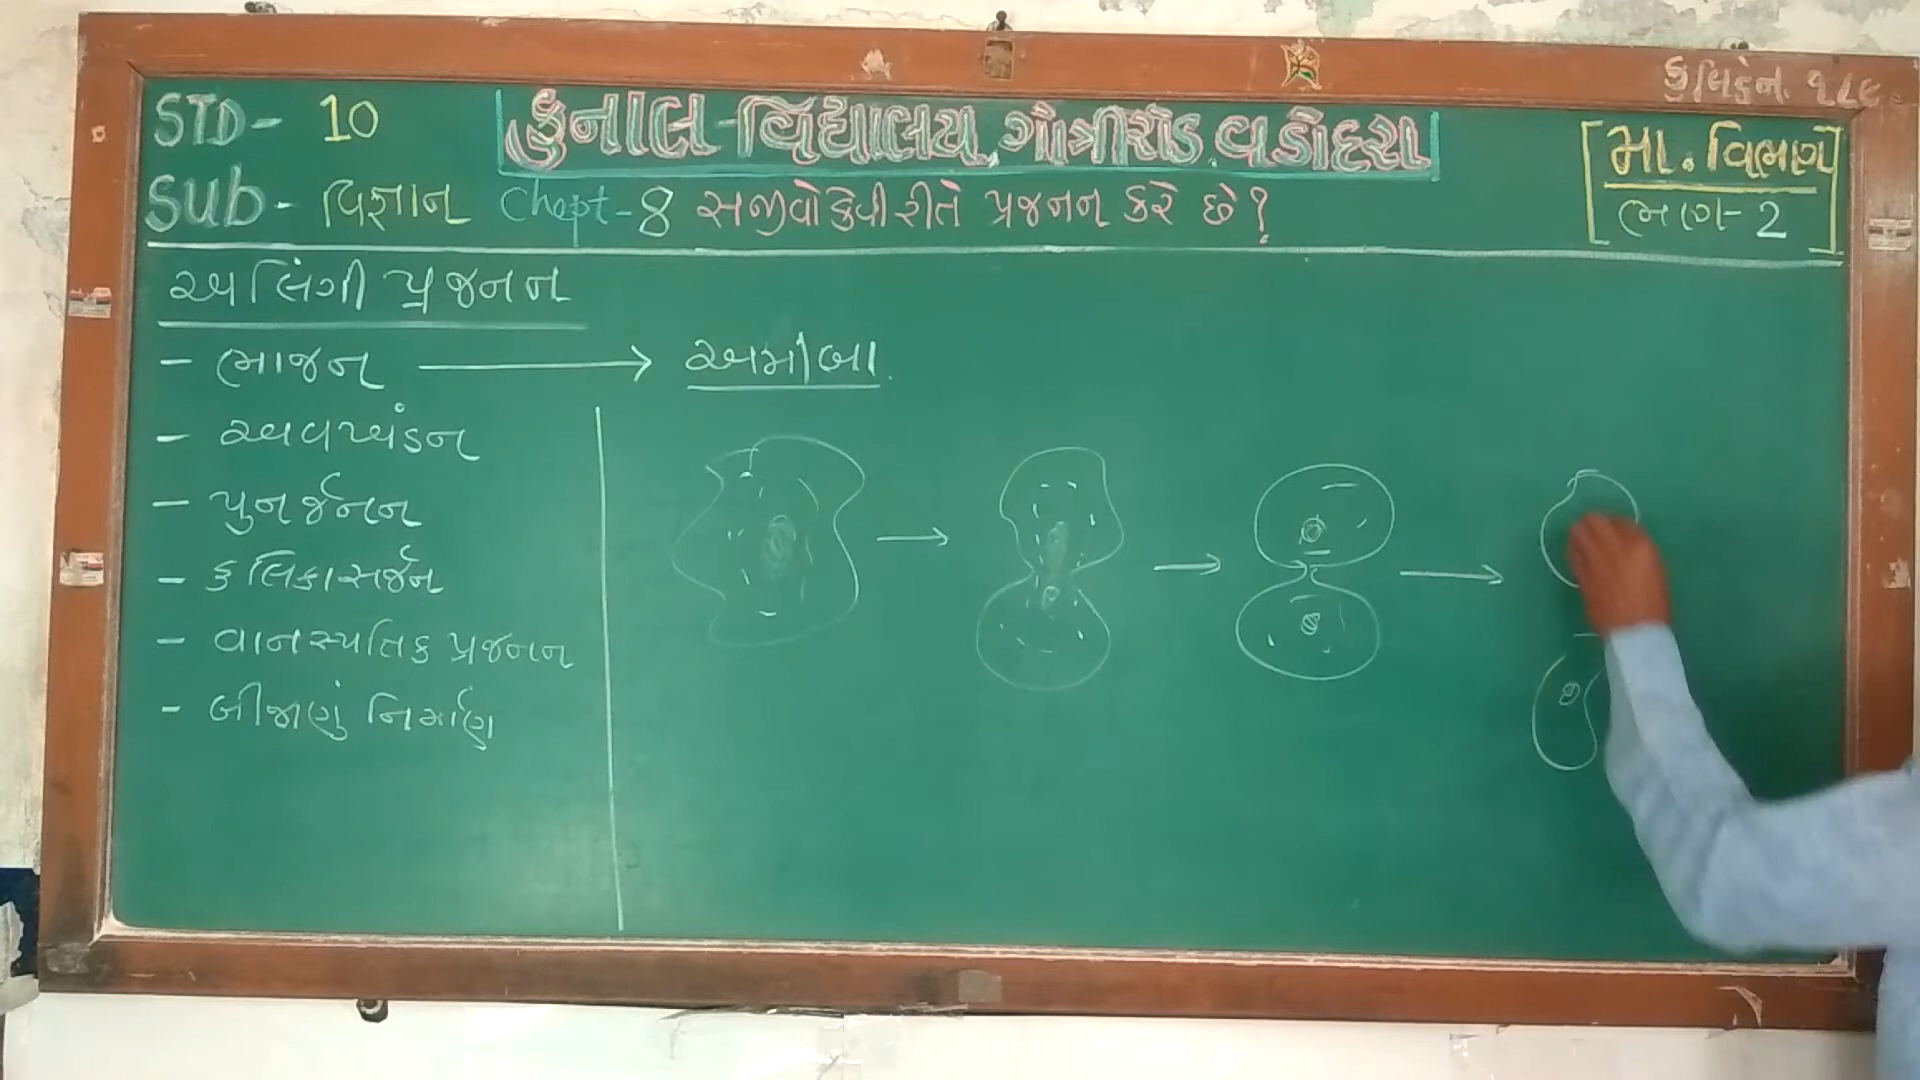 STD- 10
કુનાલ વિદ્યાલય, ગોત્રીરોડ, વડોદરા
મા. વિભાગ
SUB- વિજ્ઞાન Chapt-8 સજીવો કેવી રીતે પ્રજનન કરે છે?
ભાગ-2
અલિંગી પ્રજનન
- ભાજન → અમીબા
- અવખંડન
- પુનર્જનન
- કલિકાસર્જન
- વાનસ્પતિક પ્રજનન
- બીજાણું નિર્માણ